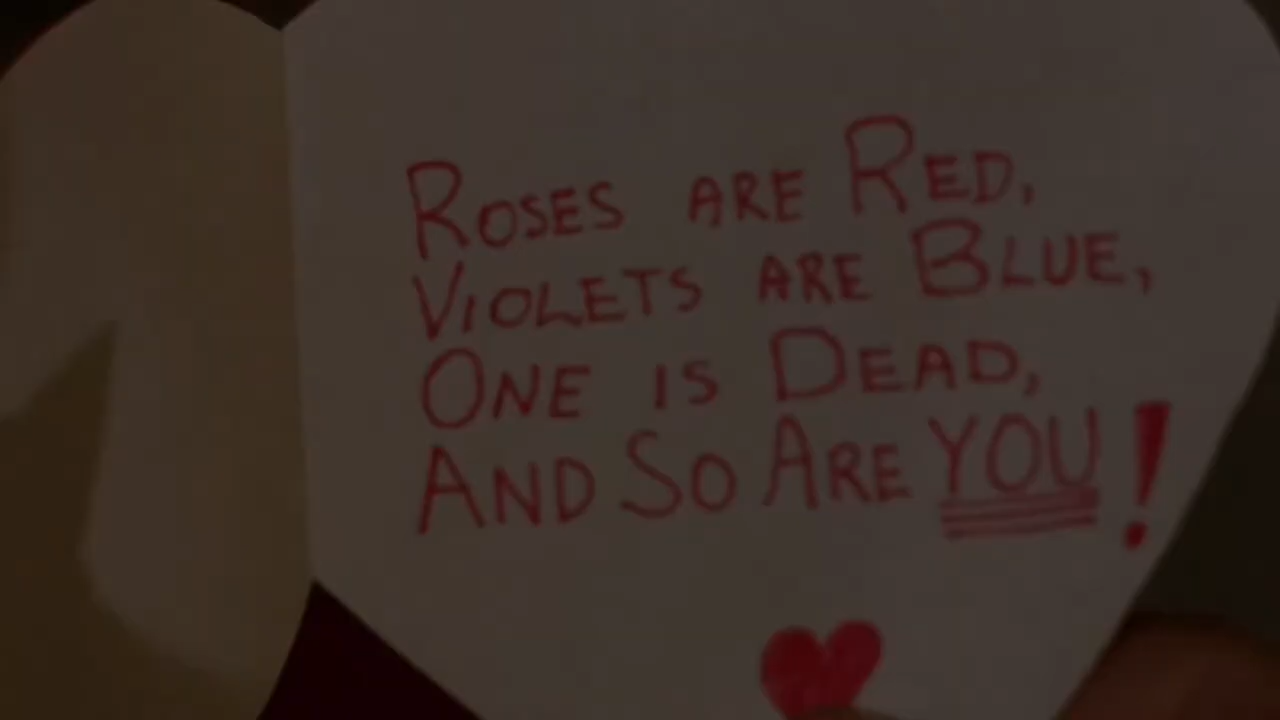 Roses are Red,
Violets are Blue,
One is Dead,
And So Are YOU!